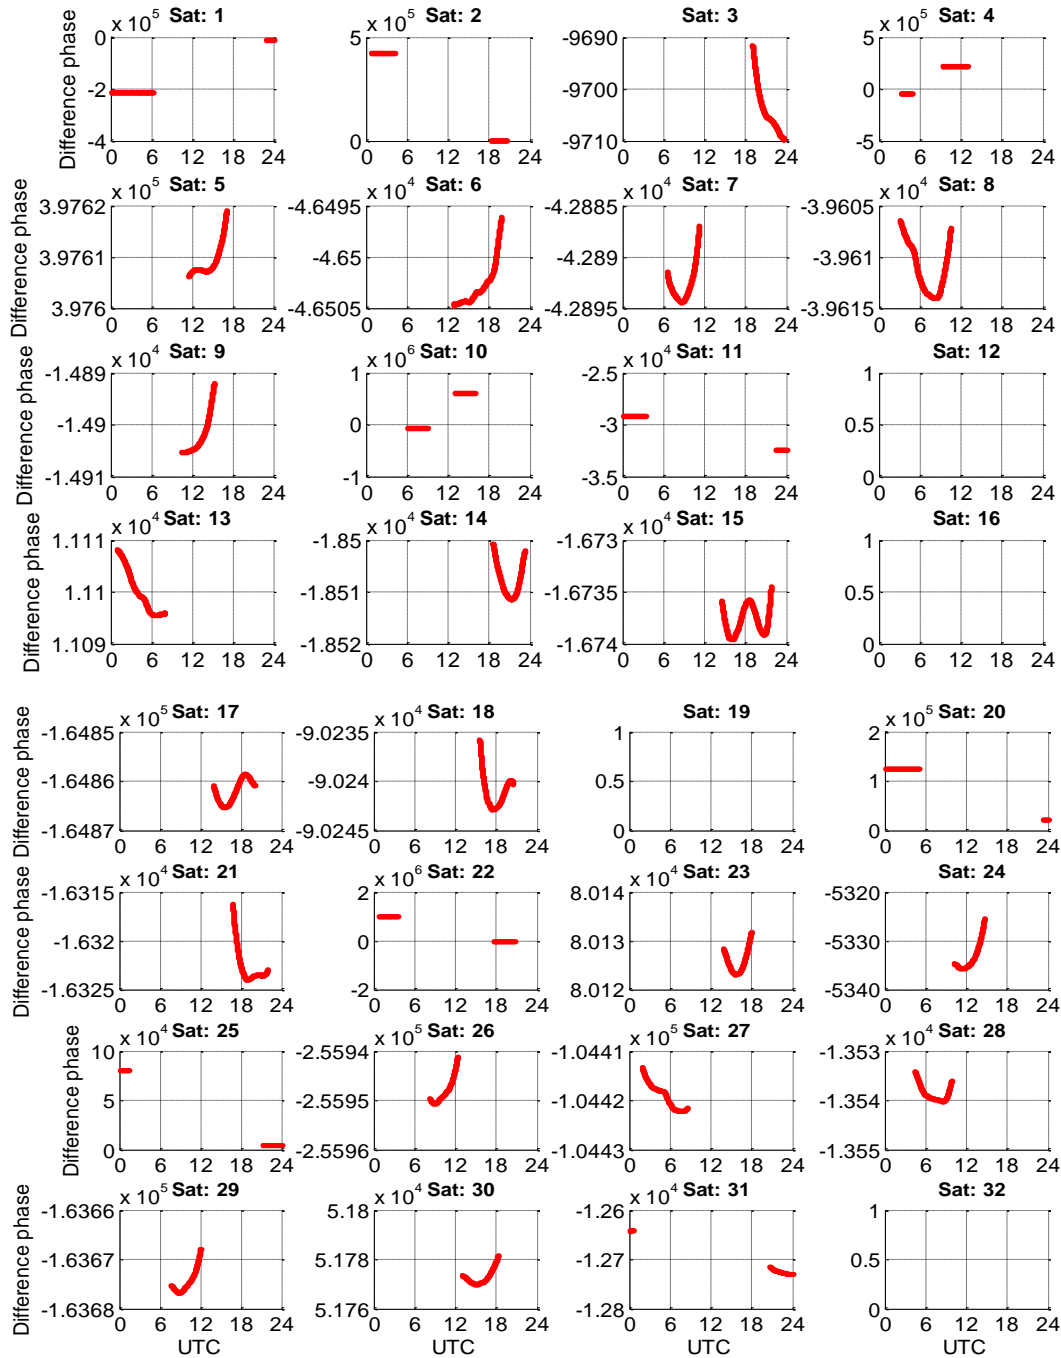 x 10^5 Sat: 1 x 10^5 Sat: 2 Sat: 3 x 10^5 Sat: 4
Difference phase
0 5 -9690 5
-2 0 -9700 0
-4 -9710 -5
0 6 12 18 24 0 6 12 18 24 0 6 12 18 24 0 6 12 18 24
x 10^5 Sat: 5 x 10^4 Sat: 6 x 10^4 Sat: 7 x 10^4 Sat: 8
Difference phase
3.9762 -4.6495 -4.2885 -3.9605
3.9761 -4.65 -4.289 -3.961
3.976 -4.6505 -4.2895 -3.9615
0 6 12 18 24 0 6 12 18 24 0 6 12 18 24 0 6 12 18 24
x 10^4 Sat: 9 x 10^6 Sat: 10 x 10^4 Sat: 11 Sat: 12
Difference phase
-1.489 1 -2.5 1
-1.49 0 -3 0.5
-1.491 -1 -3.5 0
0 6 12 18 24 0 6 12 18 24 0 6 12 18 24 0 6 12 18 24
x 10^4 Sat: 13 x 10^4 Sat: 14 x 10^4 Sat: 15 Sat: 16
Difference phase
1.111 -1.85 -1.673 1
1.11 -1.851 -1.6735 0.5
1.109 -1.852 -1.674 0
0 6 12 18 24 0 6 12 18 24 0 6 12 18 24 0 6 12 18 24
x 10^5 Sat: 17 x 10^4 Sat: 18 Sat: 19 x 10^5 Sat: 20
Difference phase
-1.6485 -9.0235 1 2
-1.6486 -9.024 0.5 1
-1.6487 -9.0245 0 0
0 6 12 18 24 0 6 12 18 24 0 6 12 18 24 0 6 12 18 24
x 10^4 Sat: 21 x 10^6 Sat: 22 x 10^4 Sat: 23 Sat: 24
Difference phase
-1.6315 2 8.014 -5320
-1.632 0 8.013 -5330
-1.6325 -2 8.012 -5340
0 6 12 18 24 0 6 12 18 24 0 6 12 18 24 0 6 12 18 24
x 10^4 Sat: 25 x 10^5 Sat: 26 x 10^5 Sat: 27 x 10^4 Sat: 28
Difference phase
10 -2.5594 -1.0441 -1.353
5 -2.5595 -1.0442 -1.354
0 -2.5596 -1.0443 -1.355
0 6 12 18 24 0 6 12 18 24 0 6 12 18 24 0 6 12 18 24
x 10^5 Sat: 29 x 10^4 Sat: 30 x 10^4 Sat: 31 Sat: 32
Difference phase
-1.6366 5.18 -1.26 1
-1.6367 5.178 -1.27 0.5
-1.6368 5.176 -1.28 0
0 6 12 18 24 0 6 12 18 24 0 6 12 18 24 0 6 12 18 24
UTC UTC UTC UTC